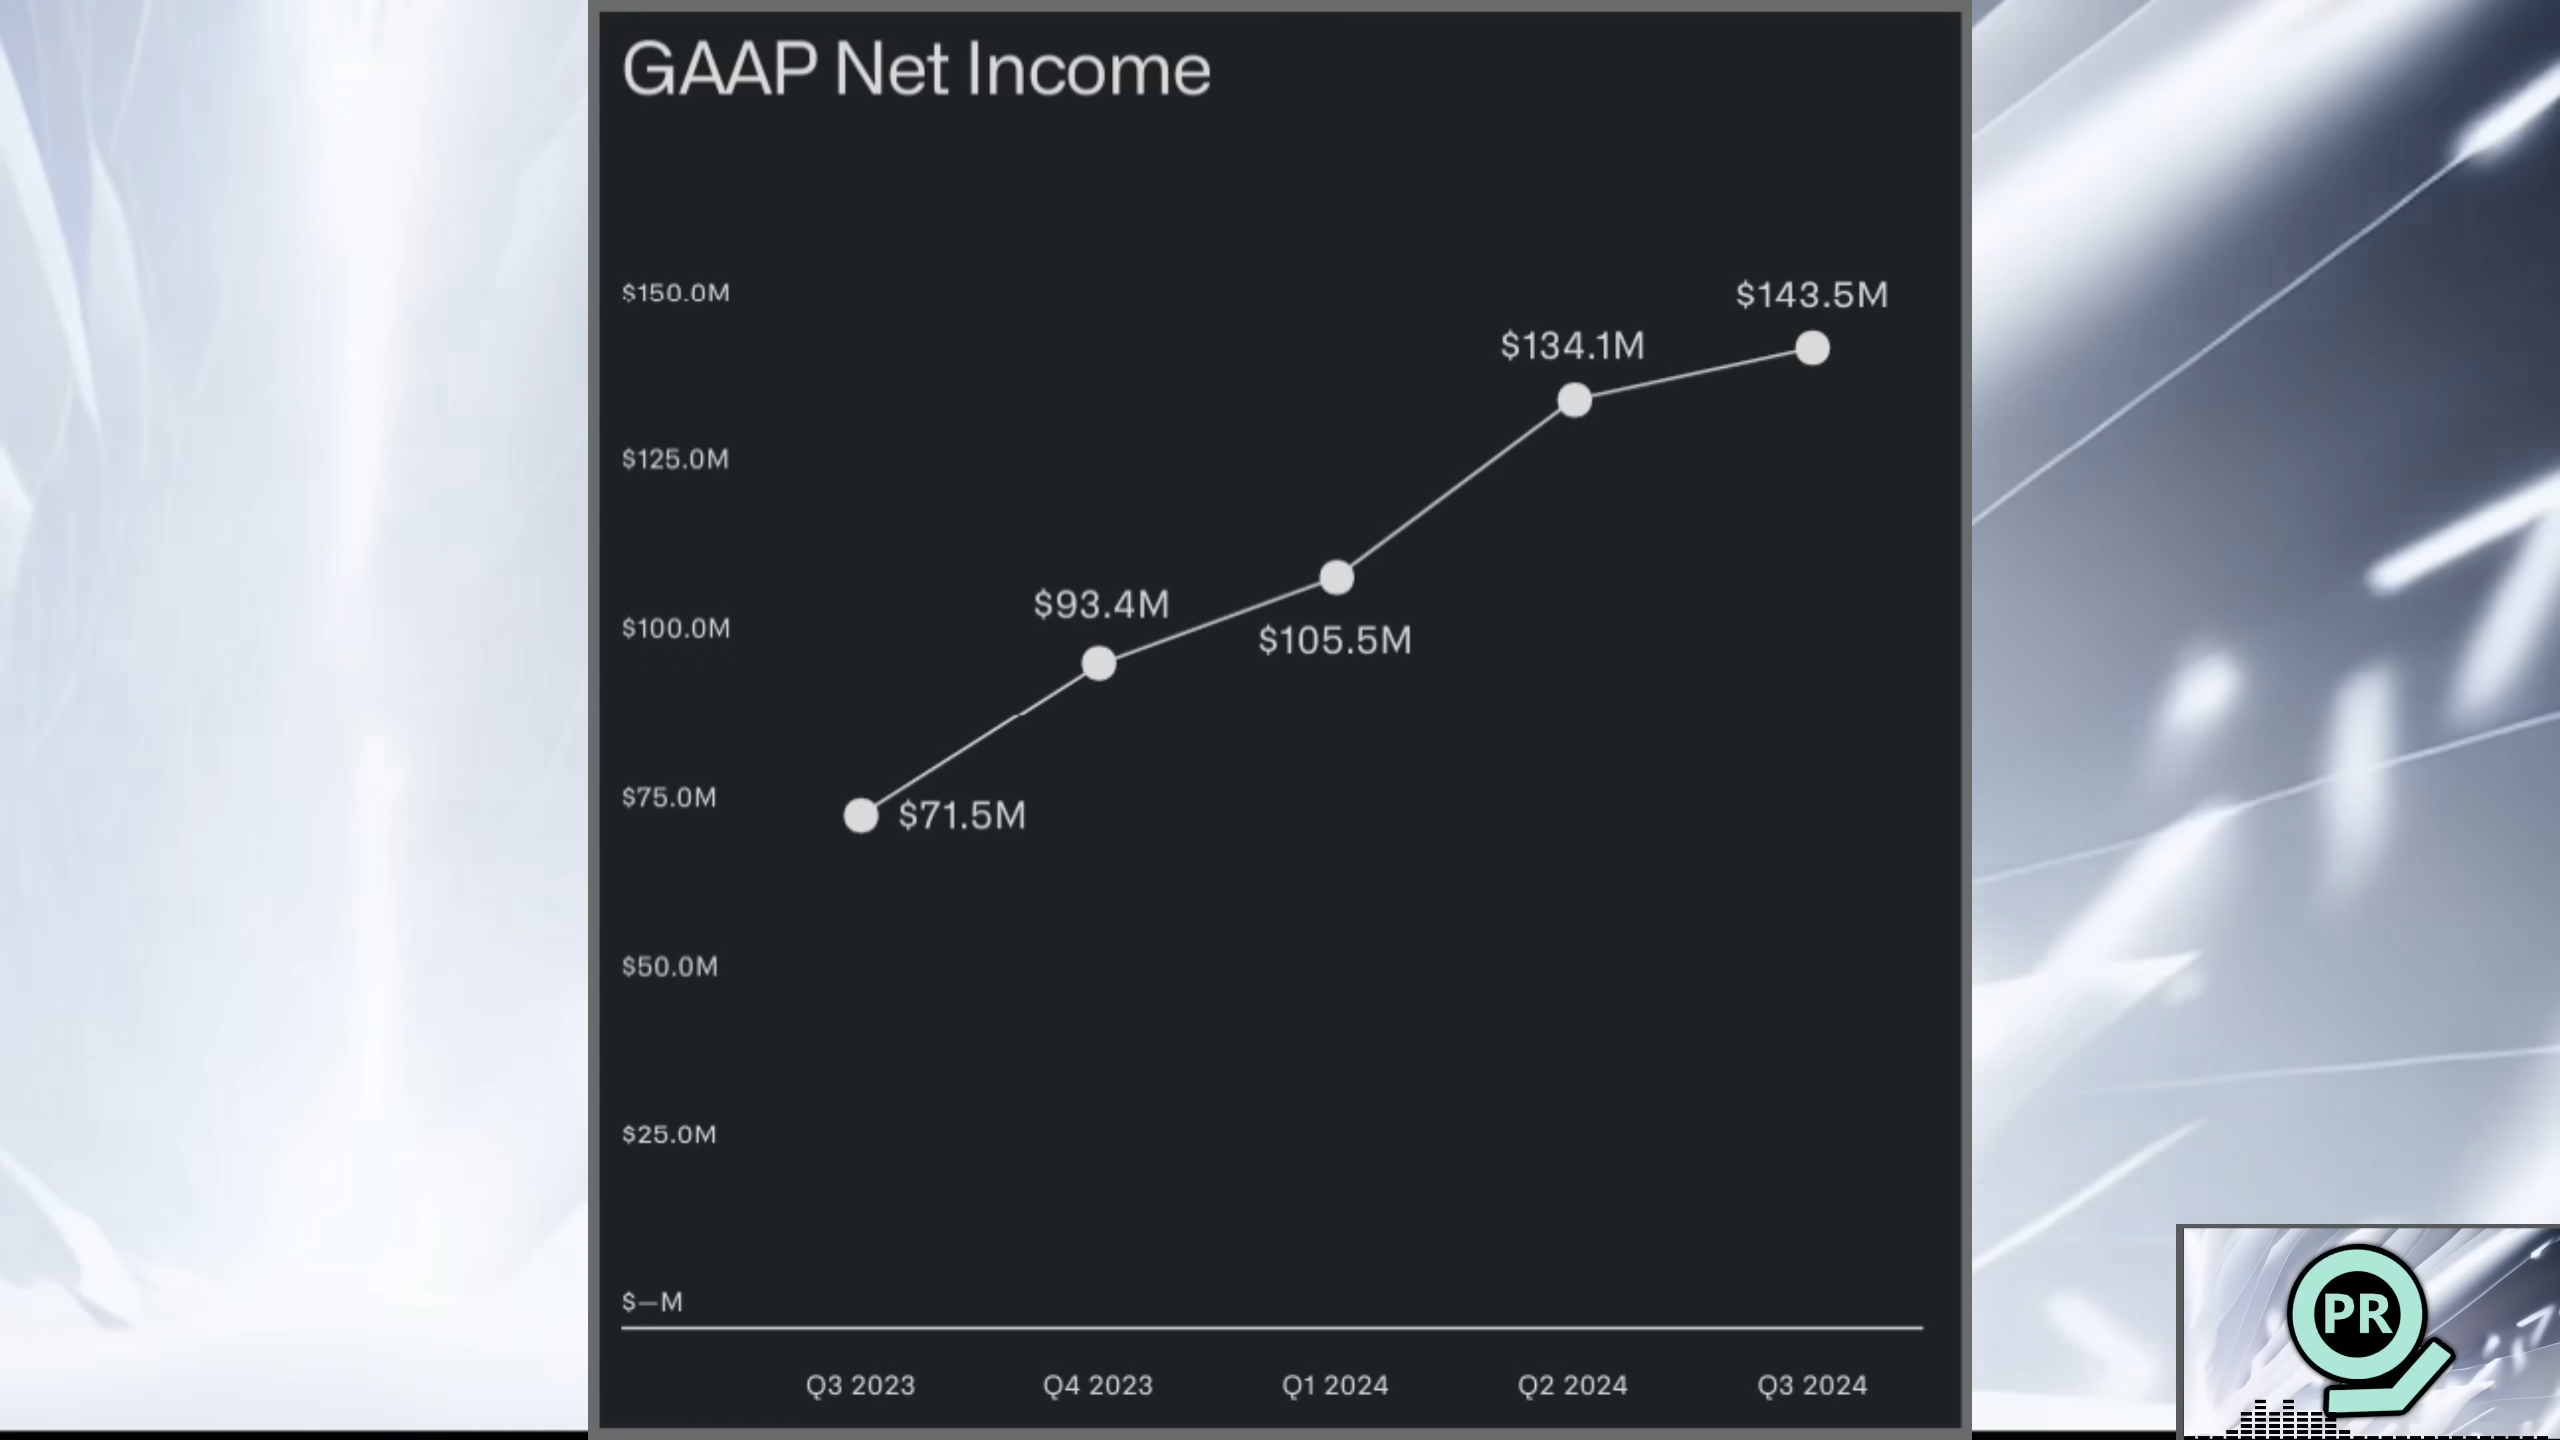 GAAP Net Income
$150.0M
$143.5M
$134.1M
$125.0M
$93.4M
$100.0M
$105.5M
$75.0M
$71.5M
$50.0M
$25.0M
$—M
Q3 2023 Q4 2023 Q1 2024 Q2 2024 Q3 2024
PR